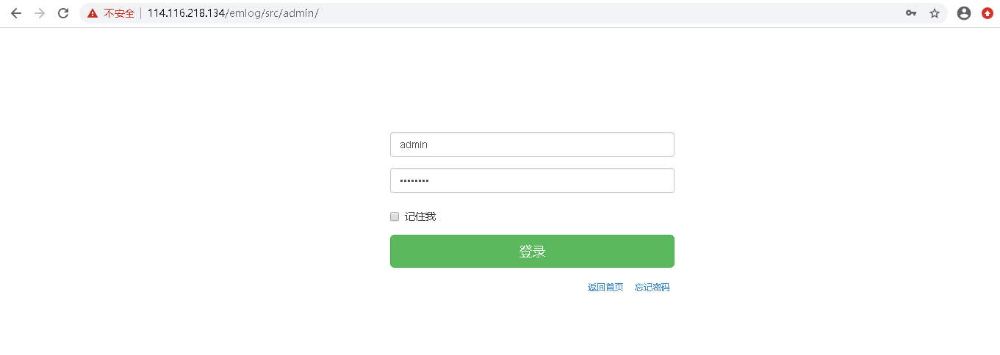 不安全 114.116.218.134/emlog/src/admin/
admin
••••••••
记住我
登录
返回首页 忘记密码